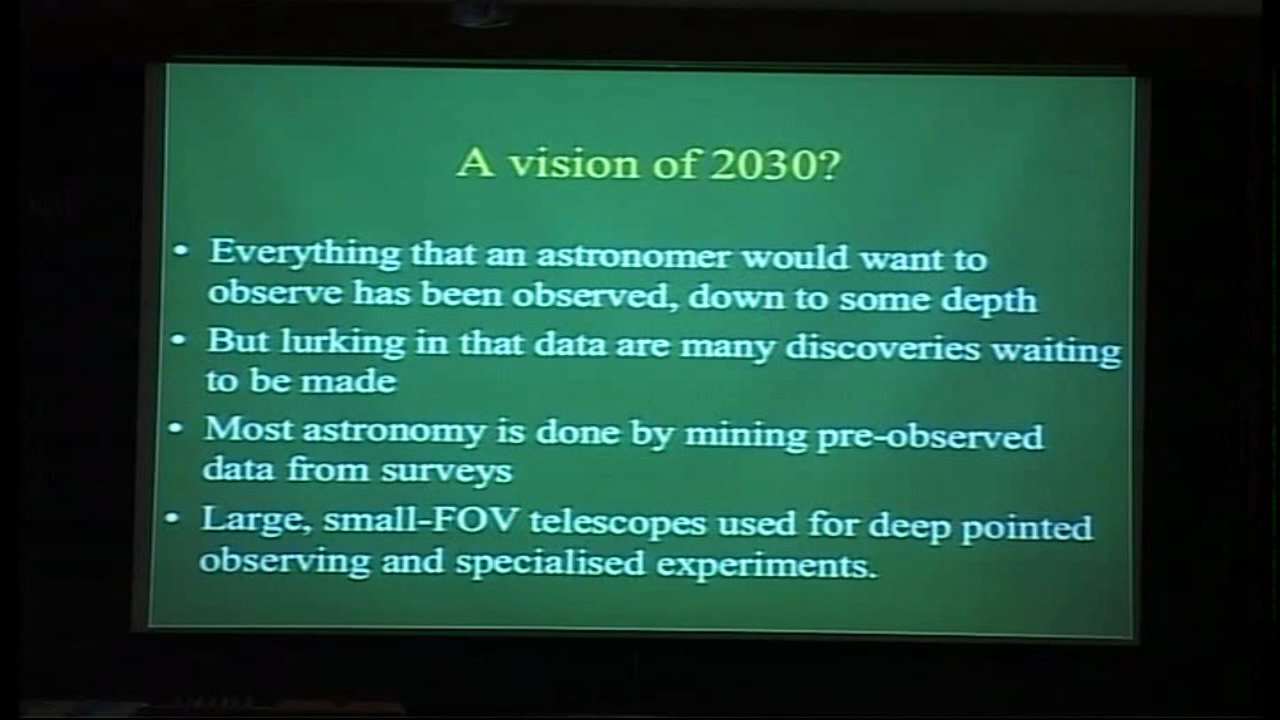 A vision of 2030?
• Everything that an astronomer would want to
observe has been observed, down to some depth
• But lurking in that data are many discoveries waiting
to be made
• Most astronomy is done by mining pre-observed
data from surveys
• Large, small-FOV telescopes used for deep pointed
observing and specialised experiments.